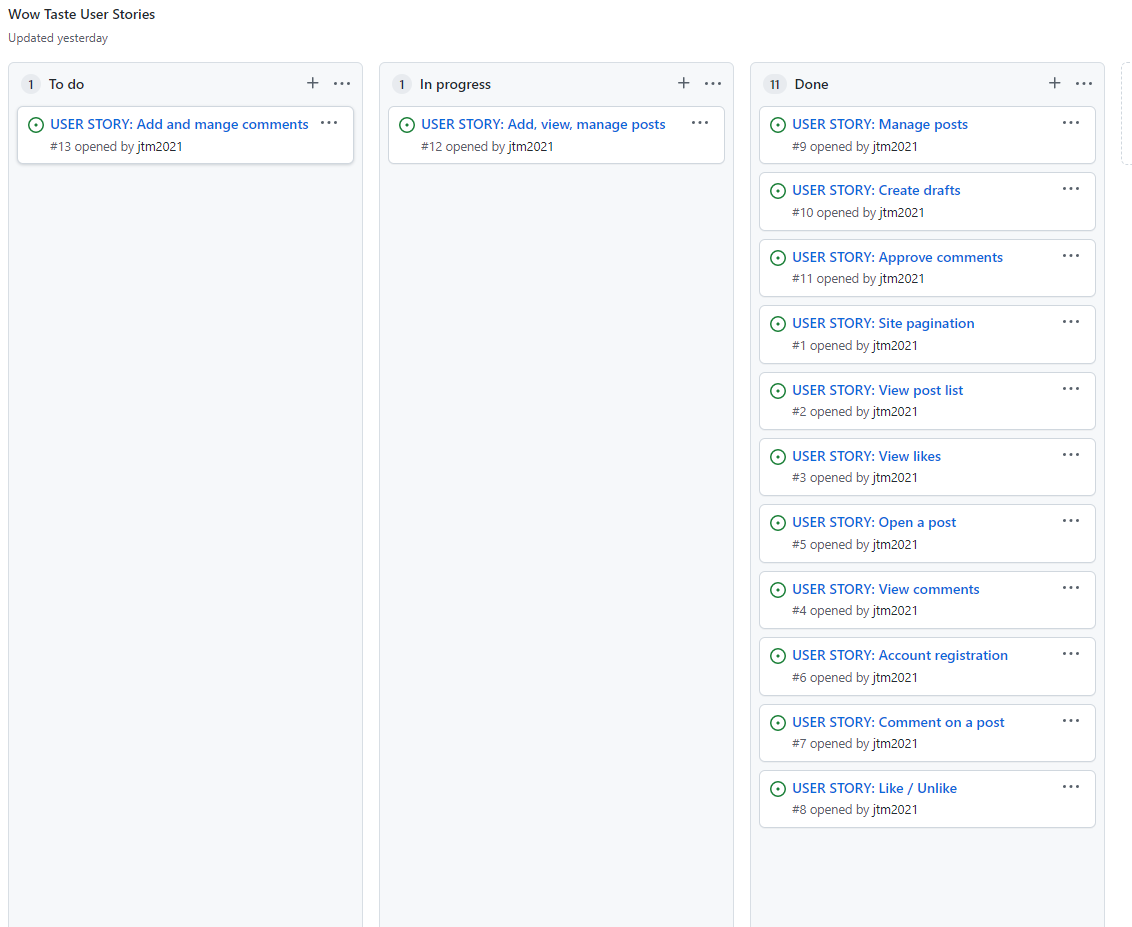 Wow Taste User Stories
Updated yesterday
1 To do
USER STORY: Add and mange comments
#13 opened by jtm2021
1 In progress
USER STORY: Add, view, manage posts
#12 opened by jtm2021
11 Done
USER STORY: Manage posts
#9 opened by jtm2021
USER STORY: Create drafts
#10 opened by jtm2021
USER STORY: Approve comments
#11 opened by jtm2021
USER STORY: Site pagination
#1 opened by jtm2021
USER STORY: View post list
#2 opened by jtm2021
USER STORY: View likes
#3 opened by jtm2021
USER STORY: Open a post
#5 opened by jtm2021
USER STORY: View comments
#4 opened by jtm2021
USER STORY: Account registration
#6 opened by jtm2021
USER STORY: Comment on a post
#7 opened by jtm2021
USER STORY: Like / Unlike
#8 opened by jtm2021